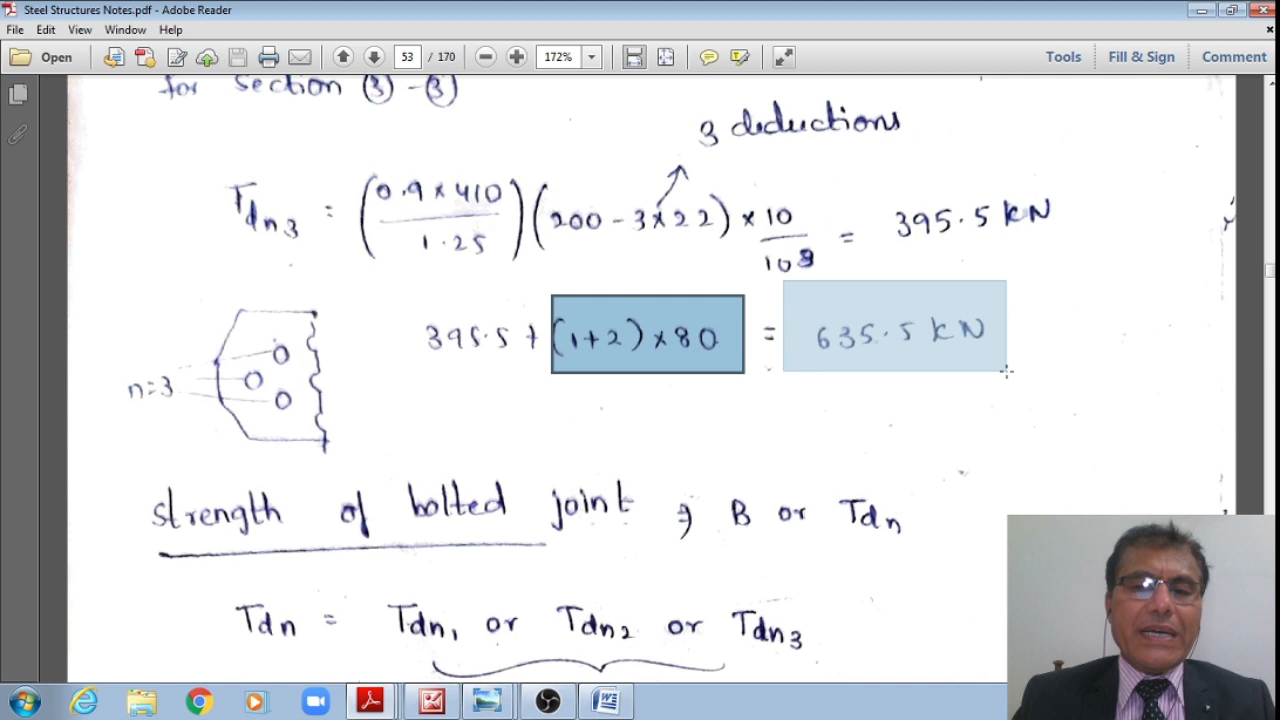 Steel Structures Notes.pdf - Adobe Reader
File Edit View Window Help
Open 53 / 170 172% Tools Fill & Sign Comment
for section (3) - (3)
3 deductions
Tdn3 = (0.9 x 410 / 1.25) (200 - 3x22) x 10 / 10³ = 395.5 kN
395.5 + (1+2) x 80 = 635.5 kN
n=3
strength of bolted joint ⇒ B or Tdn
Tdn = Tdn1 or Tdn2 or Tdn3